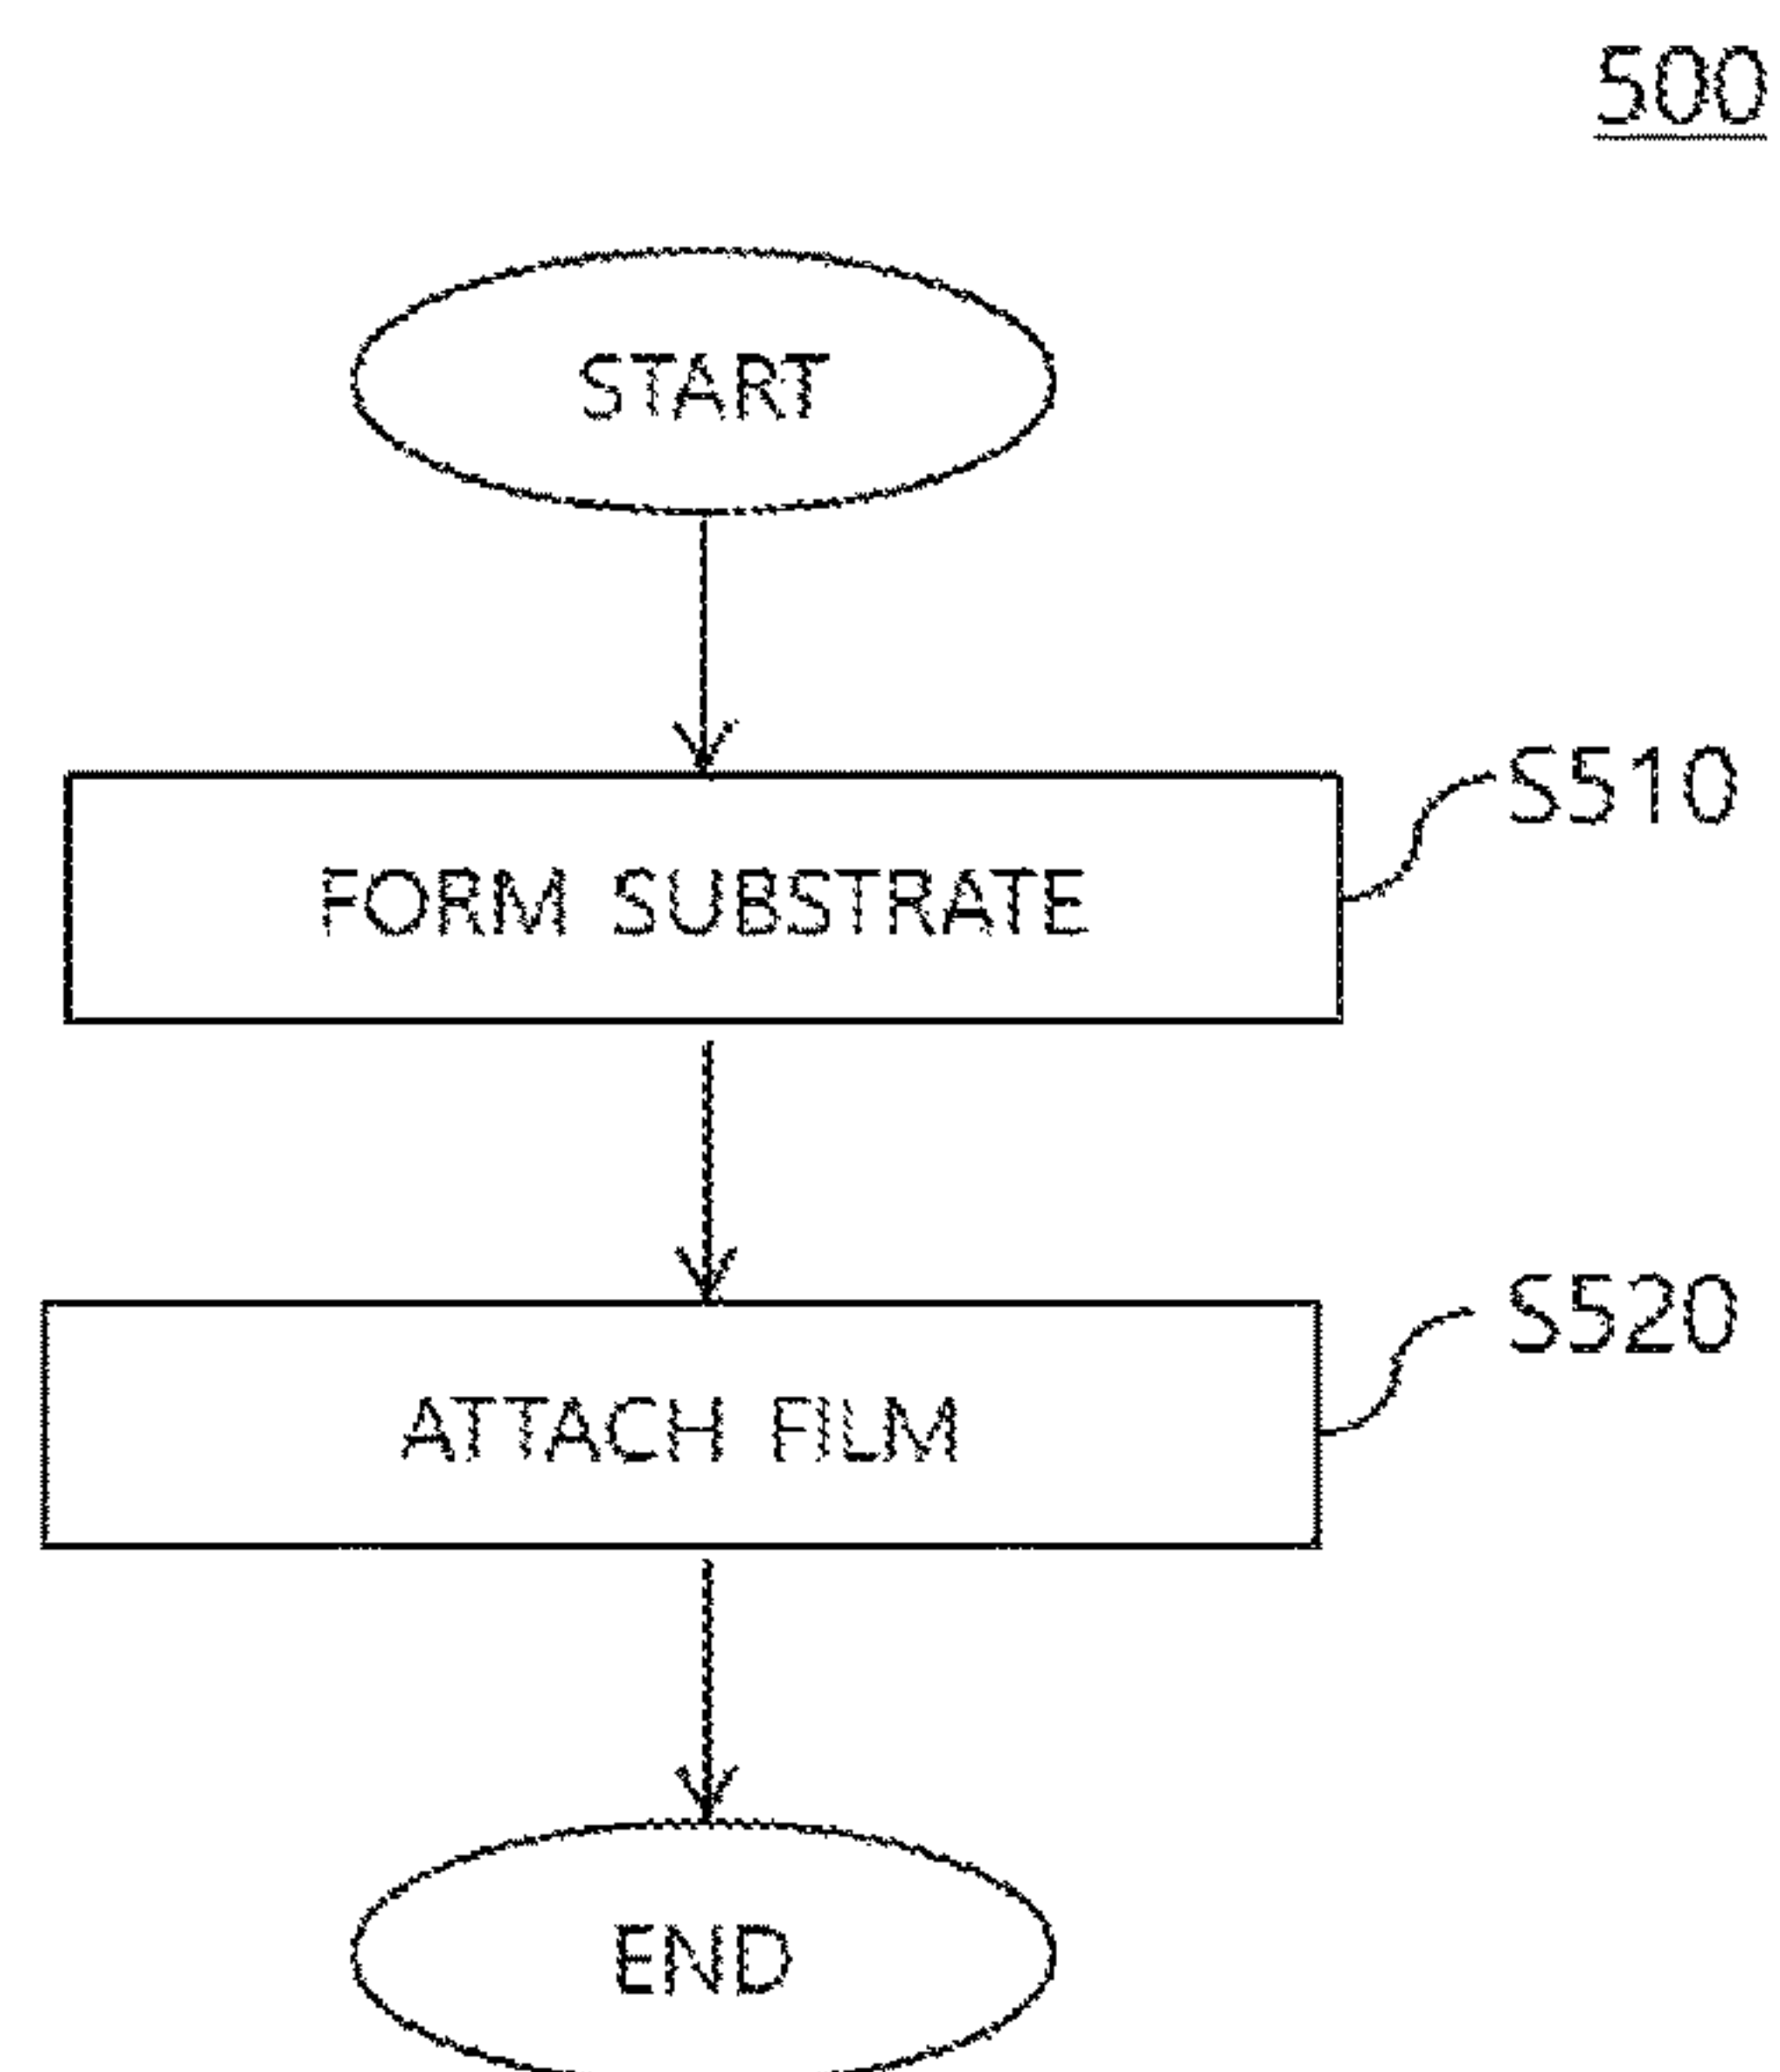 500
START
FORM SUBSTRATE
S510
ATTACH FILM
S520
END